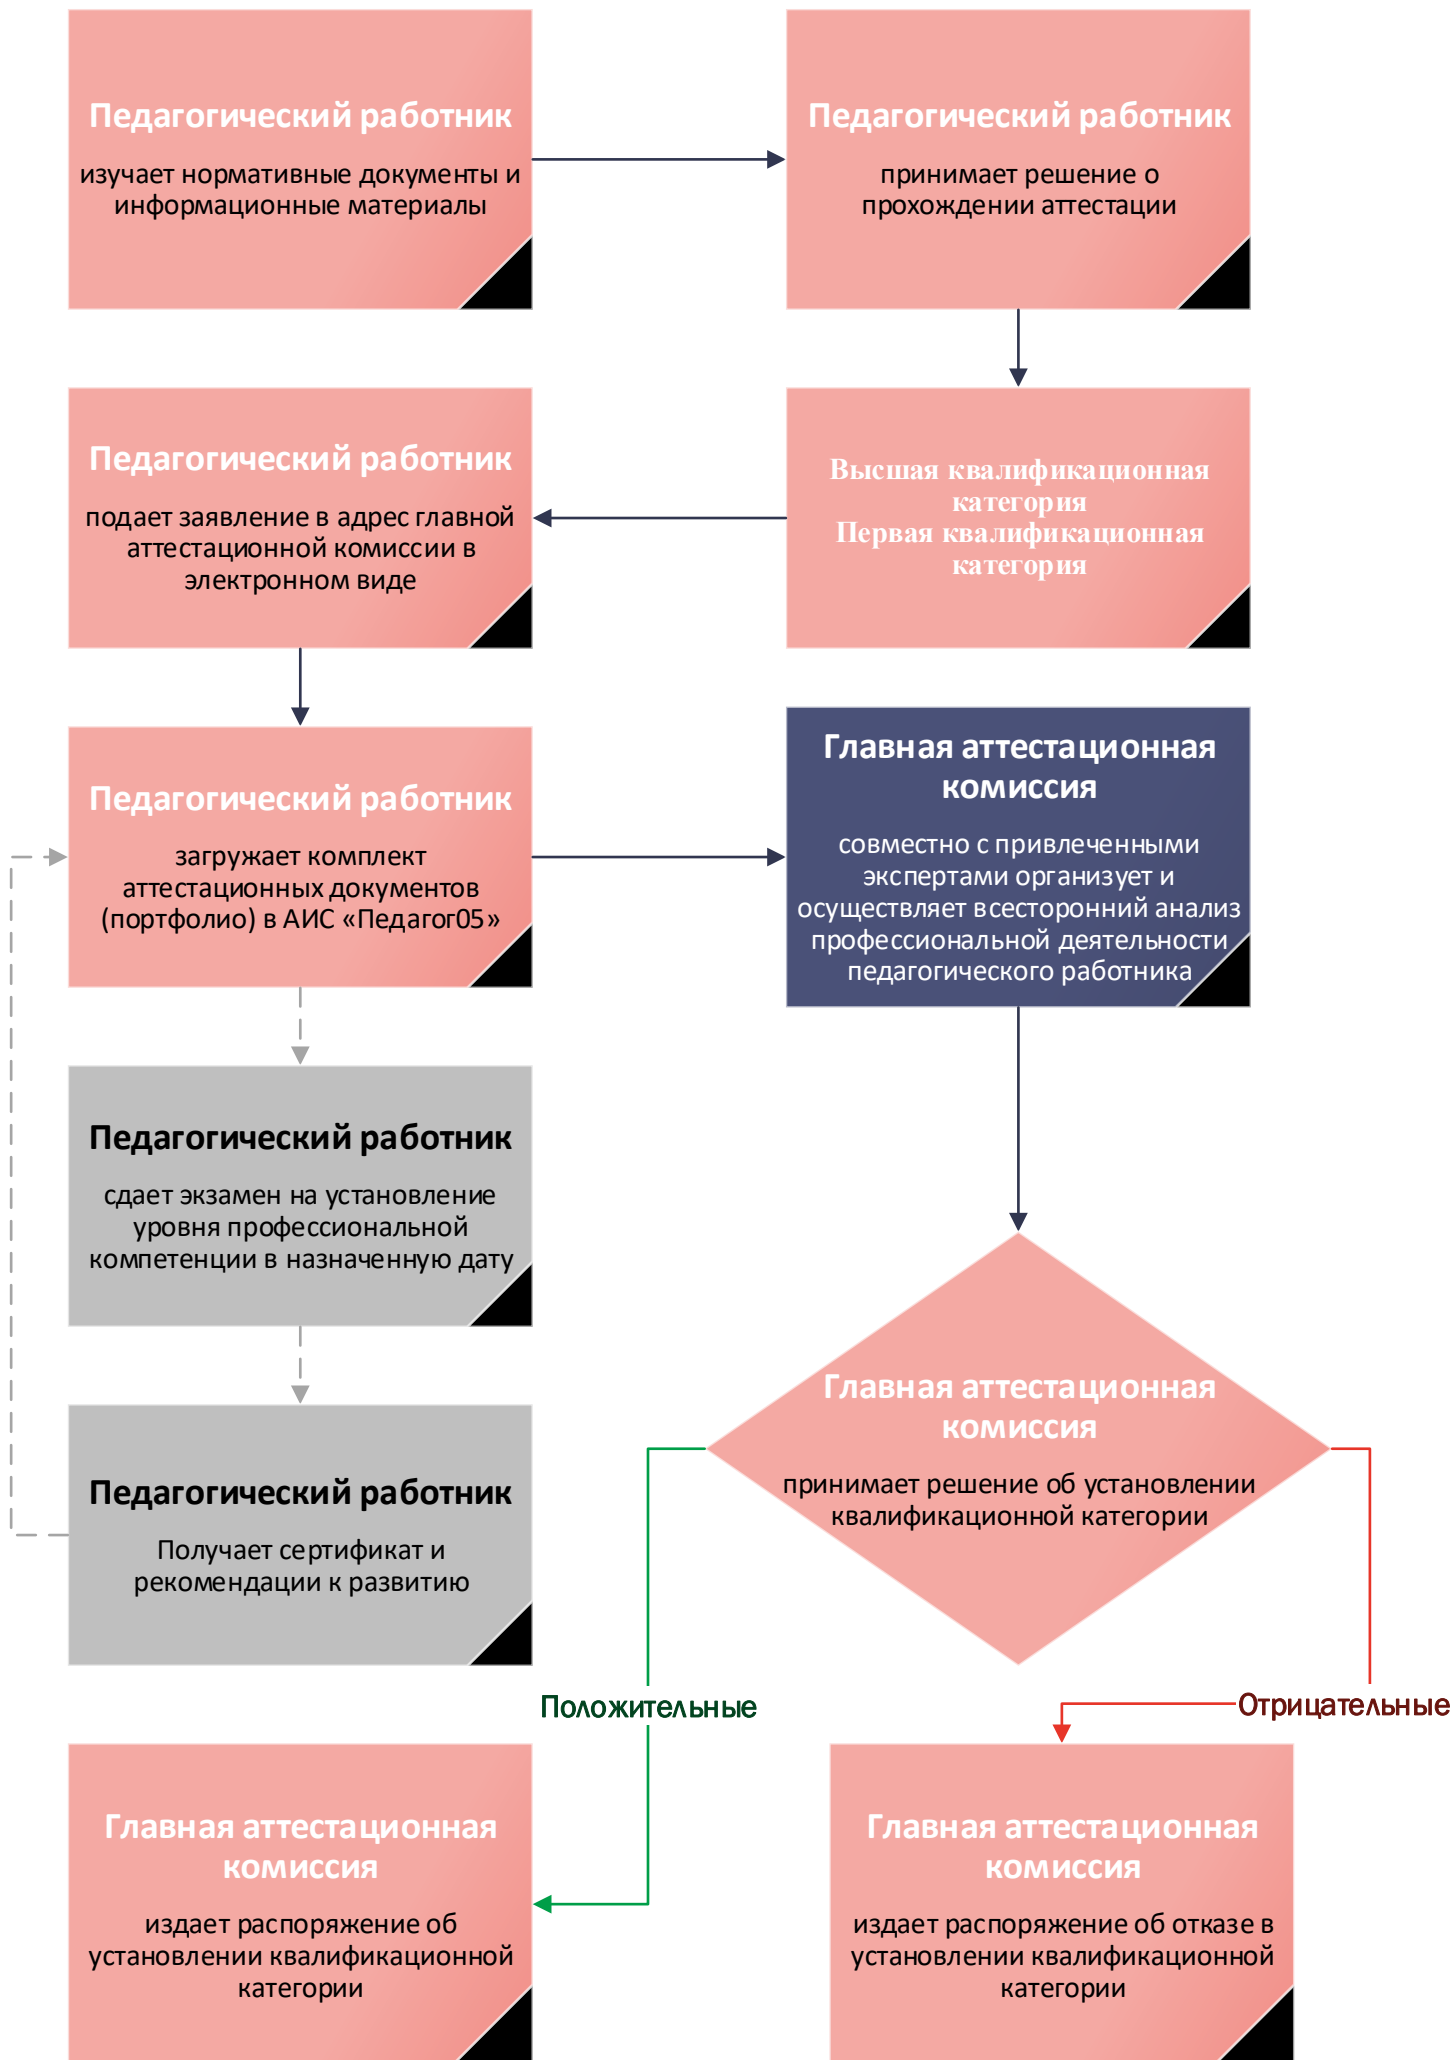 Педагогический работник
изучает нормативные документы и
информационные материалы
Педагогический работник
принимает решение о
прохождении аттестации
Педагогический работник
подает заявление в адрес главной
аттестационной комиссии в
электронном виде
Высшая квалификационная
категория
Первая квалификационная
категория
Педагогический работник
загружает комплект
аттестационных документов
(портфолио) в АИС «Педагог05»
Главная аттестационная
комиссия
совместно с привлеченными
экспертами организует и
осуществляет всесторонний анализ
профессиональной деятельности
педагогического работника
Педагогический работник
сдает экзамен на установление
уровня профессиональной
компетенции в назначенную дату
Педагогический работник
Получает сертификат и
рекомендации к развитию
Главная аттестационная
комиссия
принимает решение об установлении
квалификационной категории
Положительные
Отрицательные
Главная аттестационная
комиссия
издает распоряжение об
установлении квалификационной
категории
Главная аттестационная
комиссия
издает распоряжение об отказе в
установлении квалификационной
категории